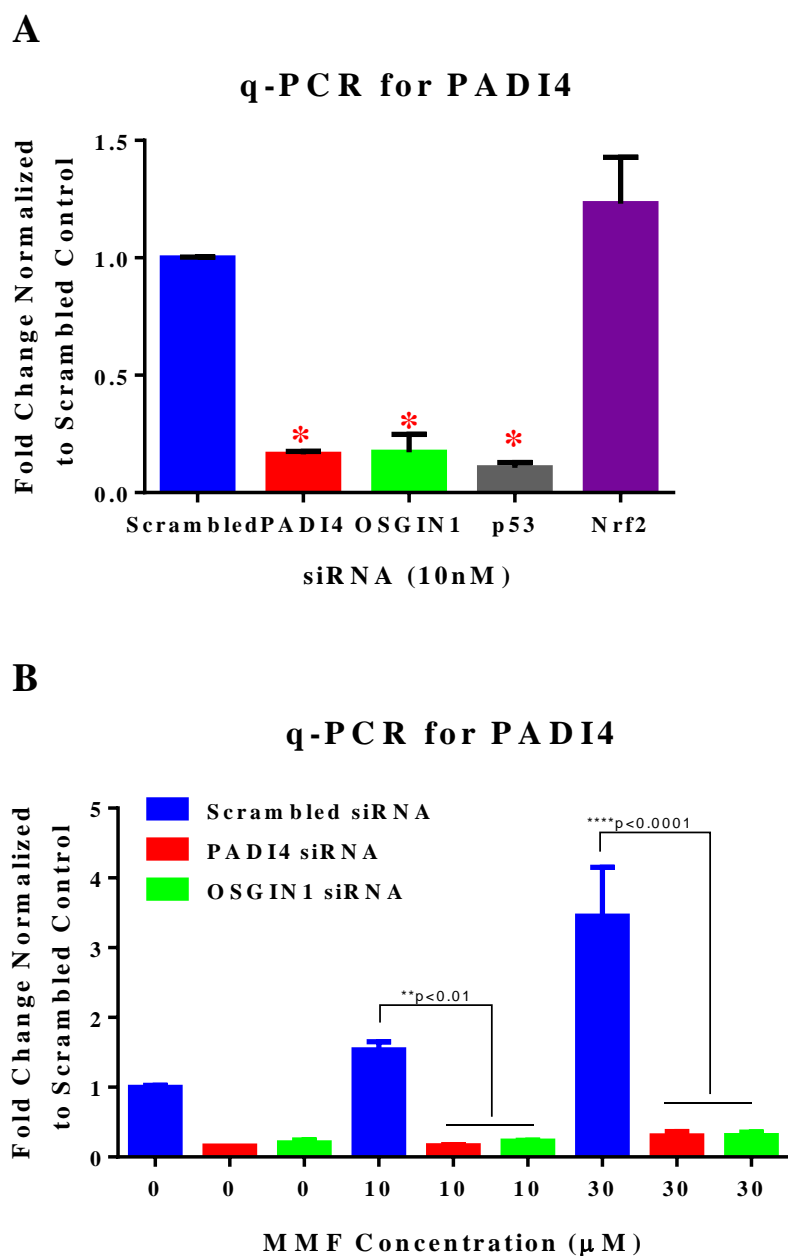 A
q-PCR for PADI4
Fold Change Normalized
to Scrambled Control
1.5
1.0
0.5
0.0
* * *
Scrambled PADI4 OSGIN1 p53 Nrf2
siRNA (10nM)
B
q-PCR for PADI4
Fold Change Normalized
to Scrambled Control
5
4
3
2
1
0
Scrambled siRNA
PADI4 siRNA
OSGIN1 siRNA
**p<0.01
****p<0.0001
0 0 0 10 10 10 30 30 30
MMF Concentration (μM)